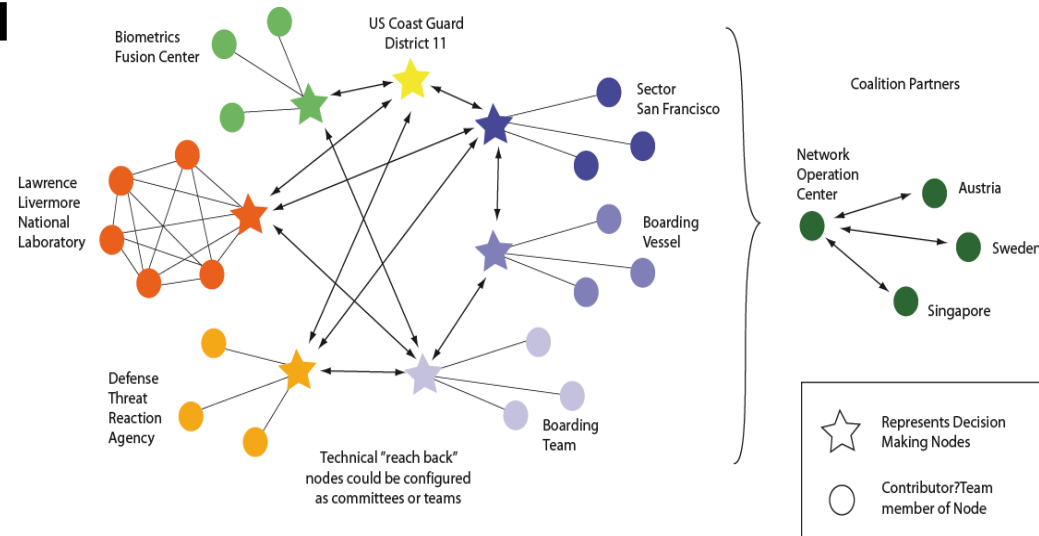 US Coast Guard
District 11
Biometrics
Fusion Center
Sector
San Francisco
Lawrence
Livermore
National
Laboratory
Boarding
Vessel
Defense
Threat
Reaction
Agency
Boarding
Team
Technical "reach back"
nodes could be configured
as committees or teams
Coalition Partners
Network
Operation
Center
Austria
Sweden
Singapore
Represents Decision
Making Nodes
Contributor?Team
member of Node